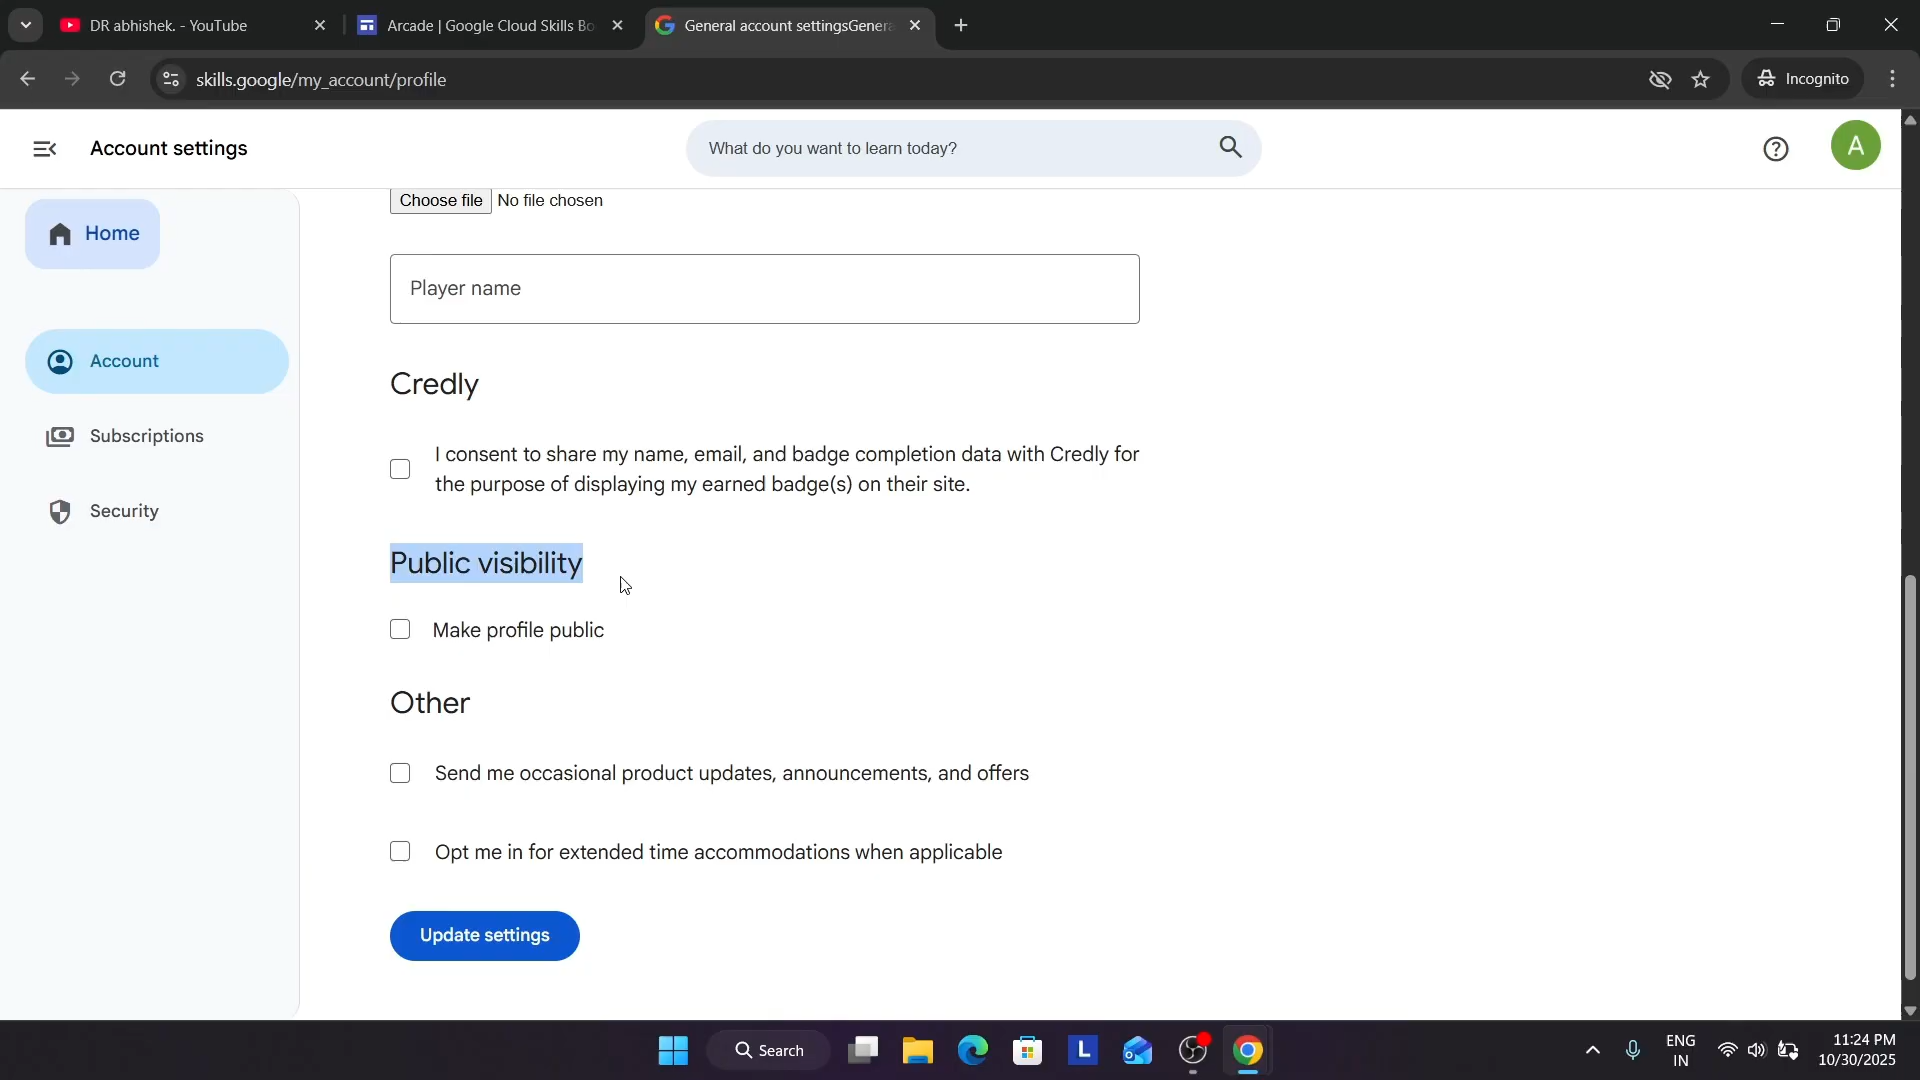 DR abhishek. - YouTube
Arcade | Google Cloud Skills Bo
General account settingsGenera
skills.google/my_account/profile
Incognito
Account settings
What do you want to learn today?
A
Home
Account
Subscriptions
Security
Choose file No file chosen
Player name
Credly
I consent to share my name, email, and badge completion data with Credly for
the purpose of displaying my earned badge(s) on their site.
Public visibility
Make profile public
Other
Send me occasional product updates, announcements, and offers
Opt me in for extended time accommodations when applicable
Update settings
Search
L
ENG
IN
11:24 PM
10/30/2025